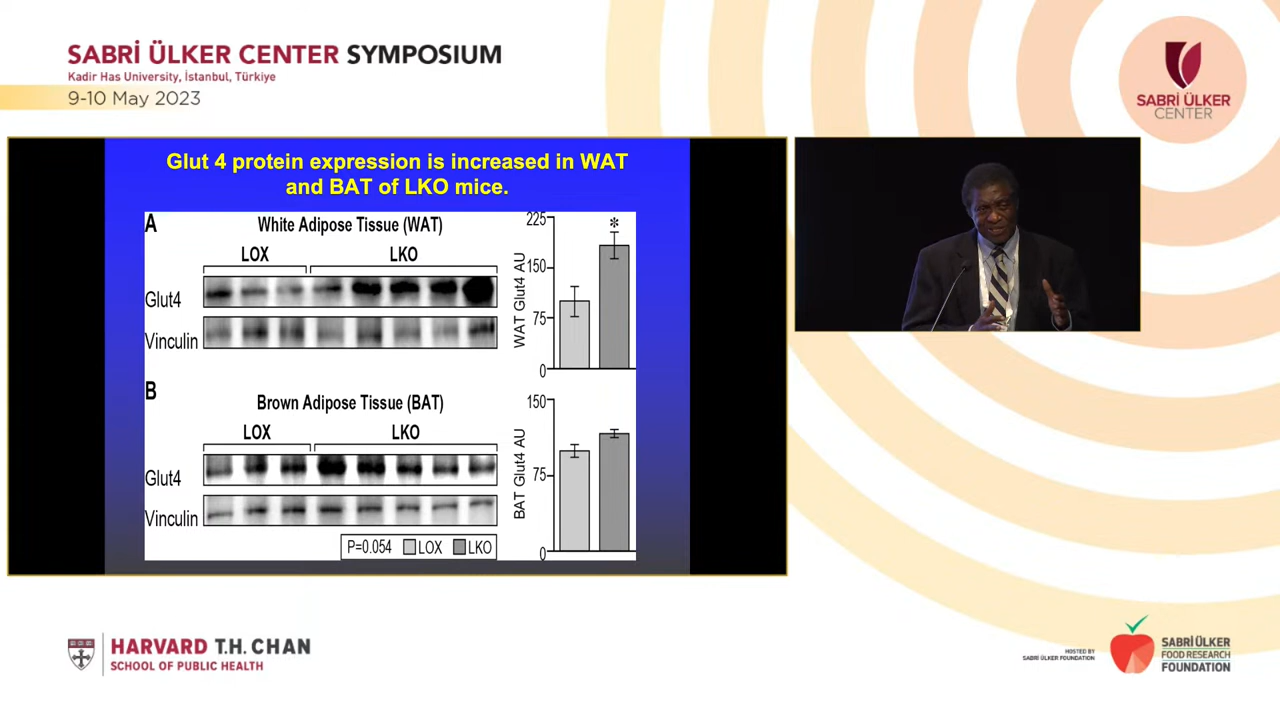 SABRİ ÜLKER CENTER SYMPOSIUM
Kadir Has University, İstanbul, Türkiye
9-10 May 2023
SABRİ ÜLKER
CENTER
Glut 4 protein expression is increased in WAT
and BAT of LKO mice.
A
White Adipose Tissue (WAT)
LOX
LKO
Glut4
Vinculin
WAT Glut4 AU
225
*
150
75
0
B
Brown Adipose Tissue (BAT)
LOX
LKO
Glut4
Vinculin
P=0.054
LOX
LKO
BAT Glut4 AU
150
75
0
HARVARD T.H. CHAN
SCHOOL OF PUBLIC HEALTH
HOSTED BY
SABRİ ÜLKER FOUNDATION
SABRİ ÜLKER
FOOD RESEARCH
FOUNDATION